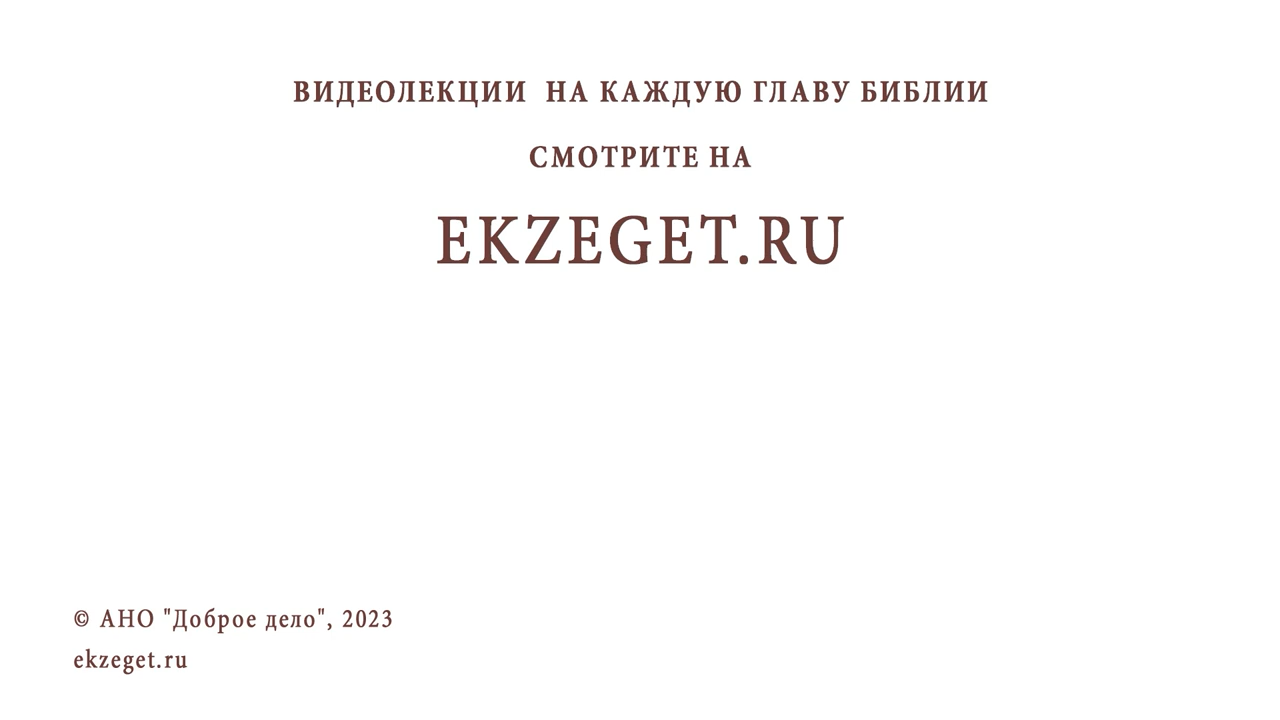 ВИДЕОЛЕКЦИИ НА КАЖДУЮ ГЛАВУ БИБЛИИ
СМОТРИТЕ НА
EKZEGET.RU
© АНО "Доброе дело", 2023
ekzeget.ru